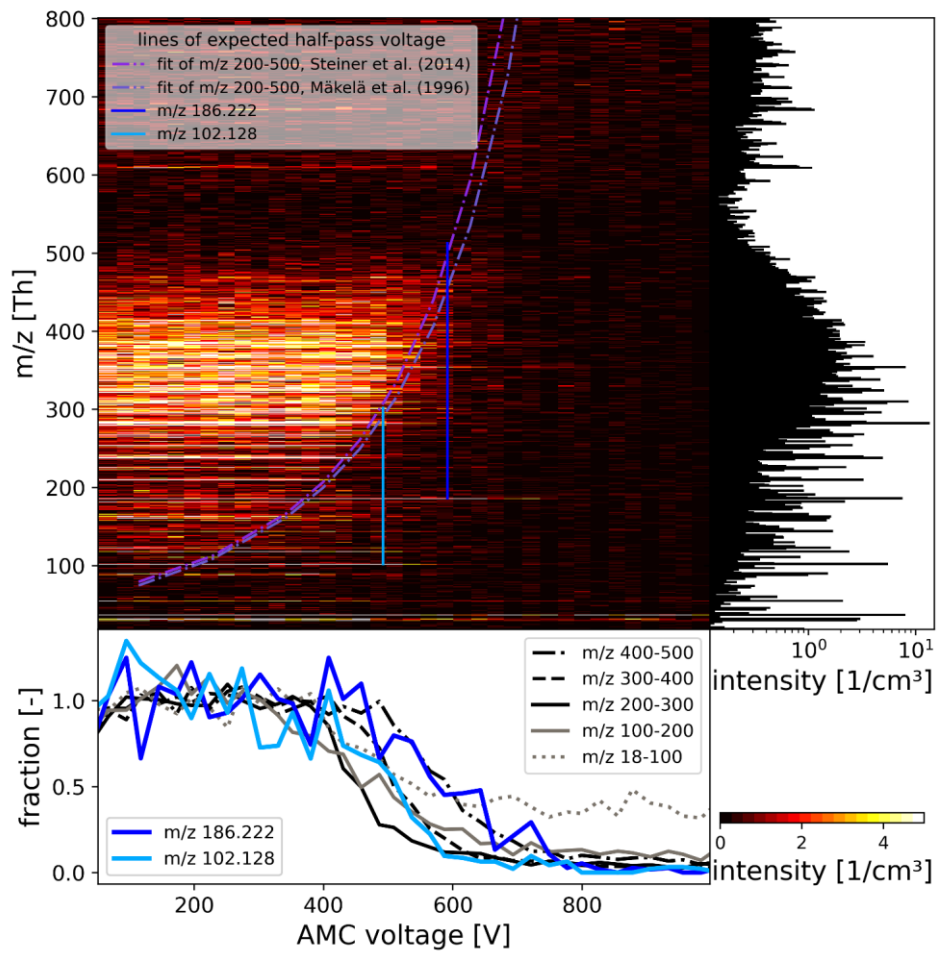 800
700
600
500
400
300
200
100
m/z [Th]
lines of expected half-pass voltage
fit of m/z 200-500, Steiner et al. (2014)
fit of m/z 200-500, Mäkelä et al. (1996)
m/z 186.222
m/z 102.128
10⁰
10¹
intensity [1/cm³]
1.0
0.5
0.0
fraction [-]
m/z 400-500
m/z 300-400
m/z 200-300
m/z 100-200
m/z 18-100
m/z 186.222
m/z 102.128
200
400
600
800
AMC voltage [V]
0
2
4
intensity [1/cm³]